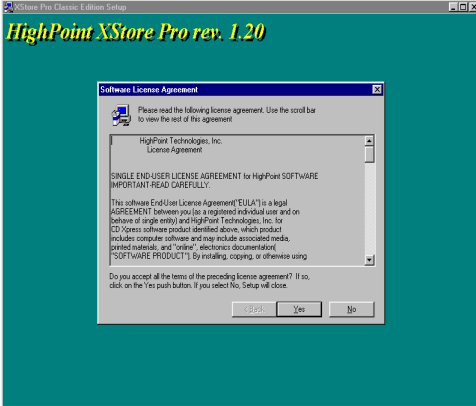 XStore Pro Classic Edition Setup
HighPoint XStore Pro rev. 1.20
Software License Agreement
Please read the following license agreement. Use the scroll bar
to view the rest of this agreement
HighPoint Technologies, Inc.
License Agreement
SINGLE END-USER LICENSE AGREEMENT for HighPoint SOFTWARE
IMPORTANT-READ CAREFULLY.
This software End-User License Agreement("EULA") is a legal
AGREEMENT between you (as a registered individual user and on
behave of single entity) and HighPoint Technologies, Inc. for
CD Xpress software product identified above, which product
includes computer software and may include associated media,
printed materials, and "online", electronics documentation(
"SOFTWARE PRODUCT"). By installing, copying, or otherwise using
Do you accept all the terms of the preceding license agreement? If so,
click on the Yes push button. If you select No, Setup will close.
< Back
Yes
No